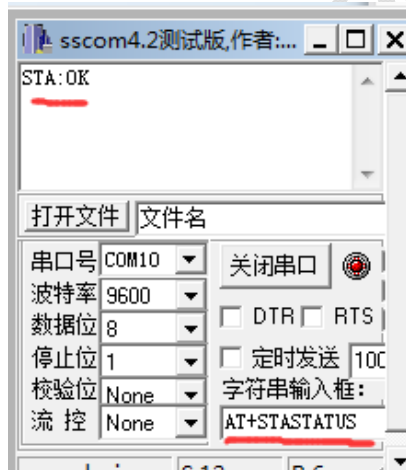 sscom4.2测试版,作者:...
STA:OK
打开文件 文件名
串口号 COM10 关闭串口
波特率 9600
数据位 8 DTR RTS
停止位 1 定时发送 100
校验位 None 字符串输入框:
流 控 None AT+STASTATUS